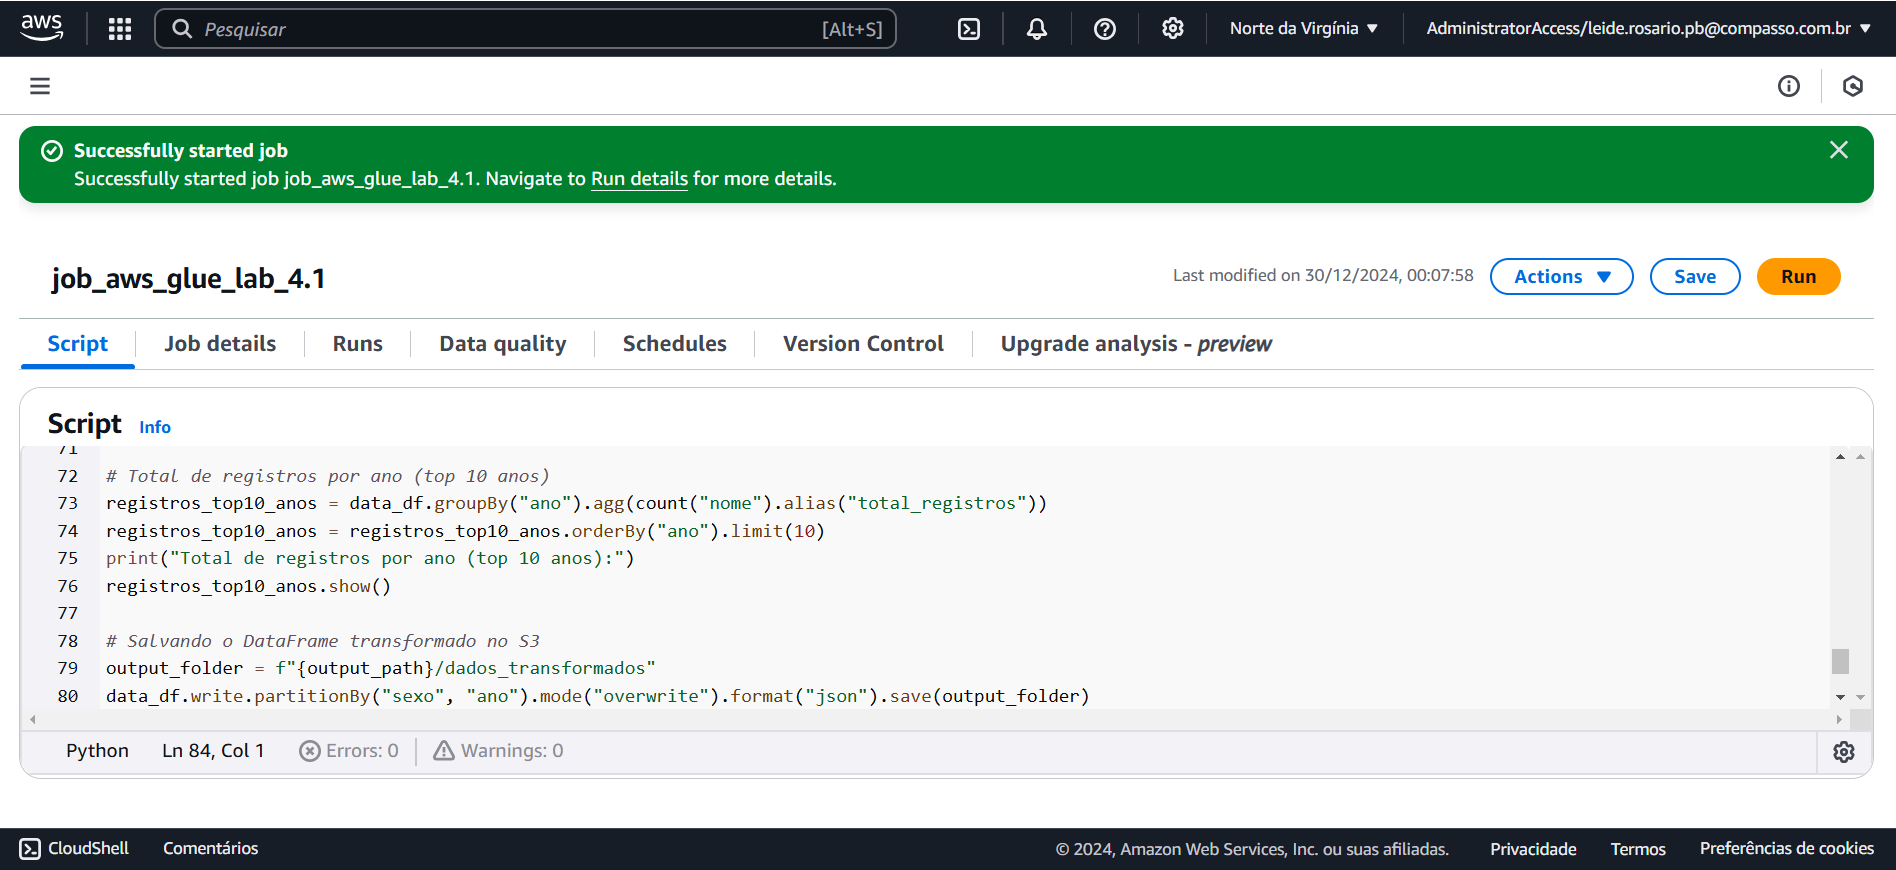 aws
Pesquisar [Alt+S] Norte da Virgínia ▼ AdministratorAccess/leide.rosario.pb@compasso.com.br ▼
Successfully started job
Successfully started job job_aws_glue_lab_4.1. Navigate to Run details for more details.
job_aws_glue_lab_4.1 Last modified on 30/12/2024, 00:07:58 Actions ▼ Save Run
Script Job details Runs Data quality Schedules Version Control Upgrade analysis - preview
Script Info
71
72 # Total de registros por ano (top 10 anos)
73 registros_top10_anos = data_df.groupBy("ano").agg(count("nome").alias("total_registros"))
74 registros_top10_anos = registros_top10_anos.orderBy("ano").limit(10)
75 print("Total de registros por ano (top 10 anos):")
76 registros_top10_anos.show()
77
78 # Salvando o DataFrame transformado no S3
79 output_folder = f"{output_path}/dados_transformados"
80 data_df.write.partitionBy("sexo", "ano").mode("overwrite").format("json").save(output_folder)
Python Ln 84, Col 1 Errors: 0 Warnings: 0
CloudShell Comentários © 2024, Amazon Web Services, Inc. ou suas afiliadas. Privacidade Termos Preferências de cookies